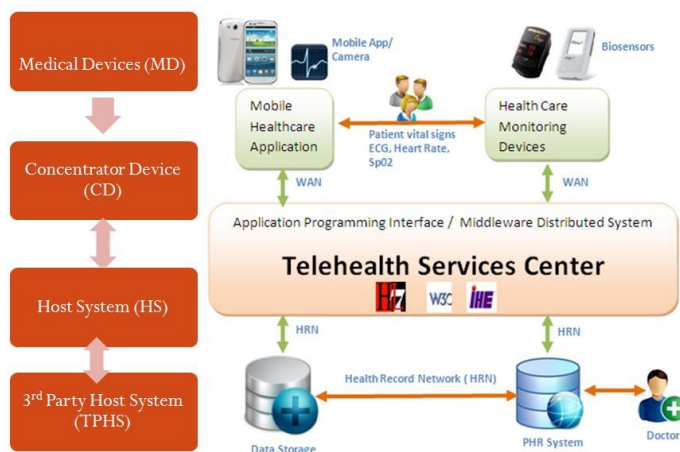 Medical Devices (MD)
Concentrator Device
(CD)
Host System (HS)
3rd Party Host System
(TPHS)
Mobile App/
Camera
Biosensors
Mobile
Healthcare
Application
Patient vital signs
ECG, Heart Rate,
Sp02
Health Care
Monitoring
Devices
WAN
WAN
Application Programming Interface / Middleware Distributed System
Telehealth Services Center
HL7
W3C
IHE
HRN
HRN
Health Record Network ( HRN)
Data Storage
PHR System
Doctor